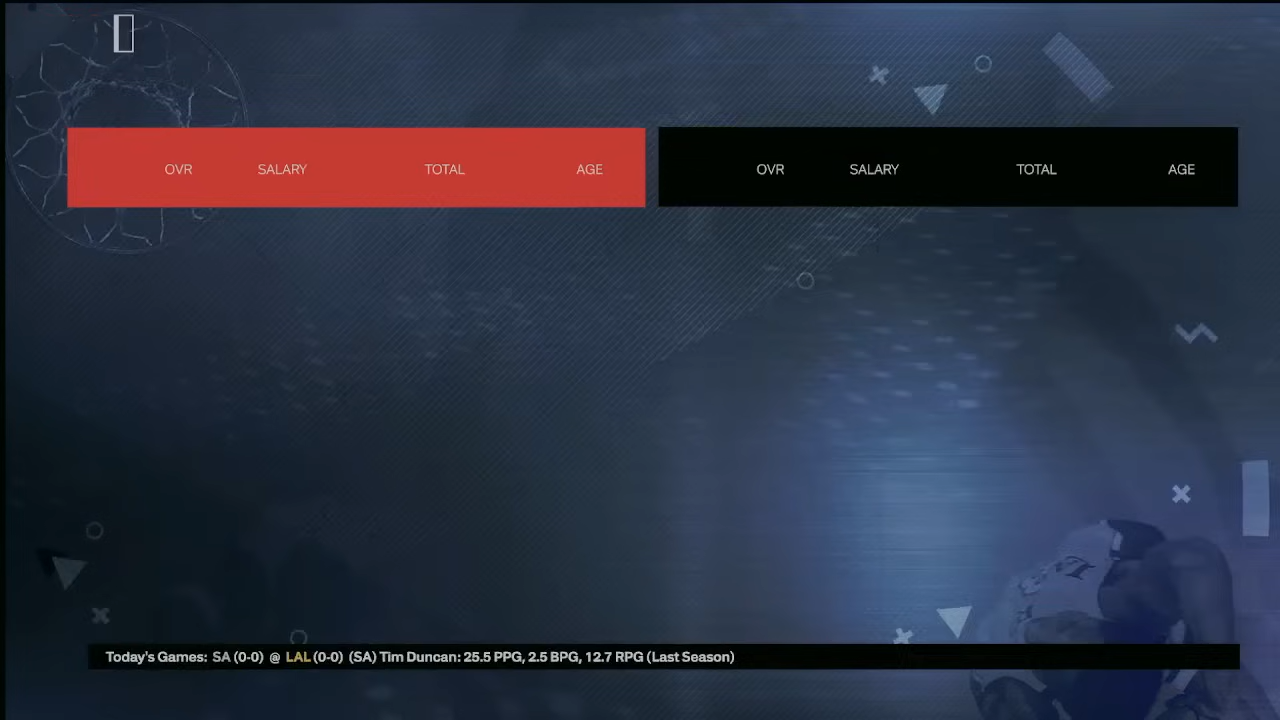 OVR SALARY TOTAL AGE OVR SALARY TOTAL AGE
Today's Games: SA (0-0) @ LAL (0-0) (SA) Tim Duncan: 25.5 PPG, 2.5 BPG, 12.7 RPG (Last Season)